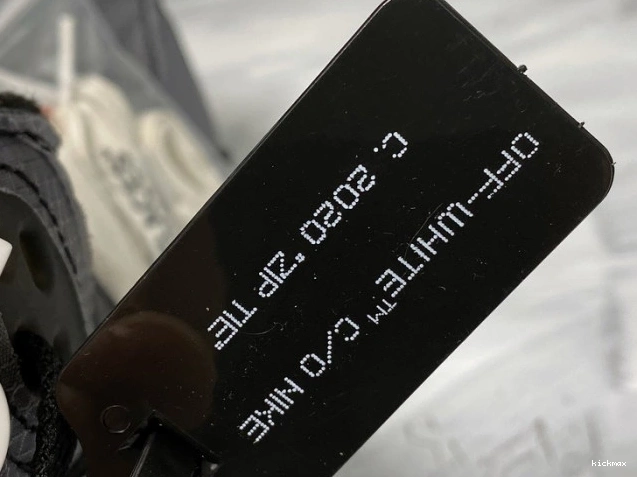 OFF-WHITE™ C/O NIKE
C. 2020 "ZIP TIE"
kickmax